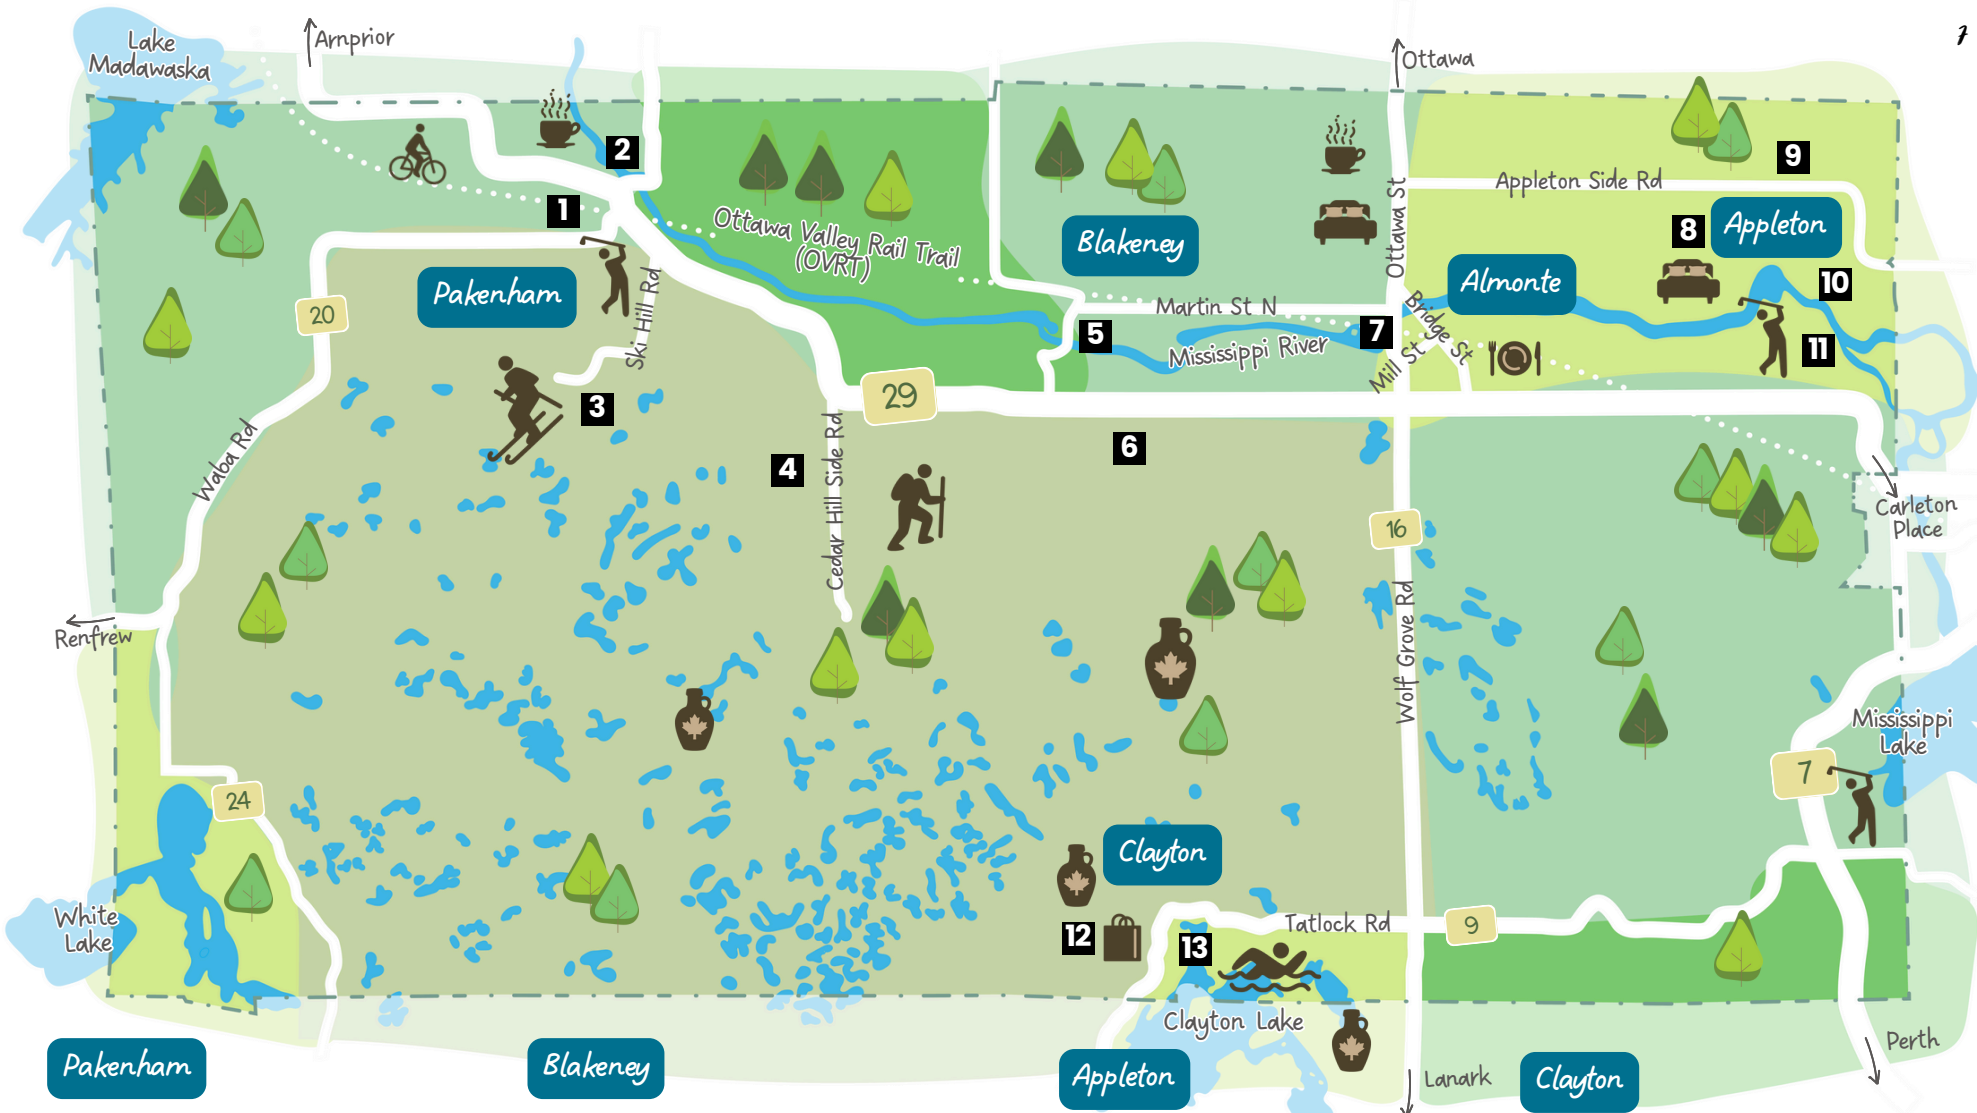 Lake
Madawaska
Arnprior
Ottawa
7
2
9
Appleton Side Rd
1
Ottawa Valley Rail Trail
(OVRT)
Blakeney
Ottawa St
8
Appleton
Pakenham
20
Ski Hill Rd
Almonte
10
Martin St N
Bridge St
5
7
Mississippi River
Mill St
11
29
3
Waba Rd
4
Cedar Hill Side Rd
6
16
Carleton
Place
Renfrew
Wolf Grove Rd
Mississippi
Lake
7
24
Clayton
White
Lake
12
13
Tatlock Rd
9
Clayton Lake
Perth
Lanark
Pakenham
Blakeney
Appleton
Clayton